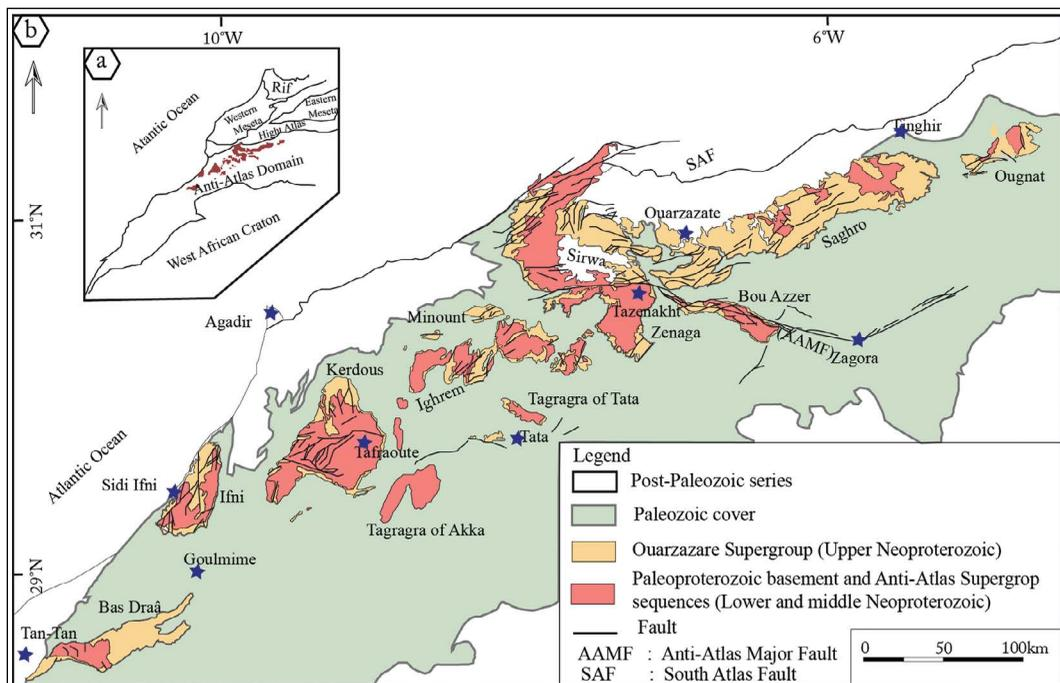 b
10°W
6°W
a
Rif
Atantic Ocean
Western
Meseta
Eastern
Meseta
Hight Atlas
Anti-Atlas Domain
West African Craton
Tinghir
SAF
Ougnat
31°N
Ouarzazate
Saghro
Sirwa
Agadir
Tazenakht
Bou Azzer
Minount
Zenaga
(AAMF)
Zagora
Kerdous
Ighrem
Tagragra of Tata
Atlantic Ocean
Tafraoute
Tata
Sidi Ifni
Ifni
Tagragra of Akka
Goulmime
29°N
Bas Draâ
Tan-Tan
Legend
Post-Paleozoic series
Paleozoic cover
Ouarzazare Supergroup (Upper Neoproterozoic)
Paleoproterozoic basement and Anti-Atlas Supergrop
sequences (Lower and middle Neoproterozoic)
Fault
AAMF : Anti-Atlas Major Fault
SAF : South Atlas Fault
0 50 100km